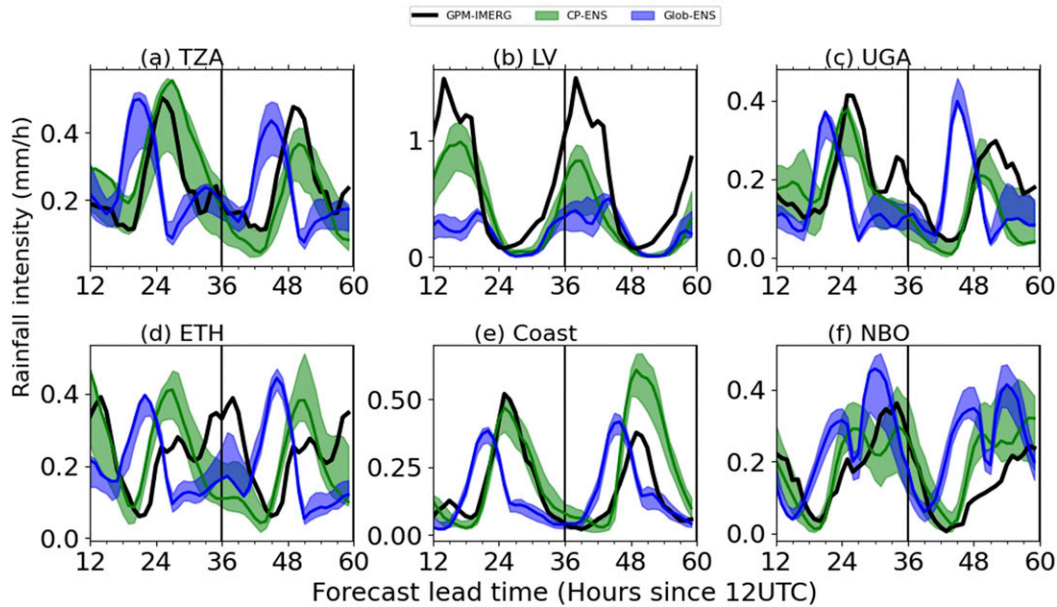 GPM-IMERG CP-ENS Glob-ENS
(a) TZA (b) LV (c) UGA
0.4
0.2
1
0
0.4
0.2
0.0
12 24 36 48 60 12 24 36 48 60 12 24 36 48 60
Rainfall intensity (mm/h)
(d) ETH (e) Coast (f) NBO
0.4
0.2
0.0
0.50
0.25
0.00
0.4
0.2
0.0
12 24 36 48 60 12 24 36 48 60 12 24 36 48 60
Forecast lead time (Hours since 12UTC)